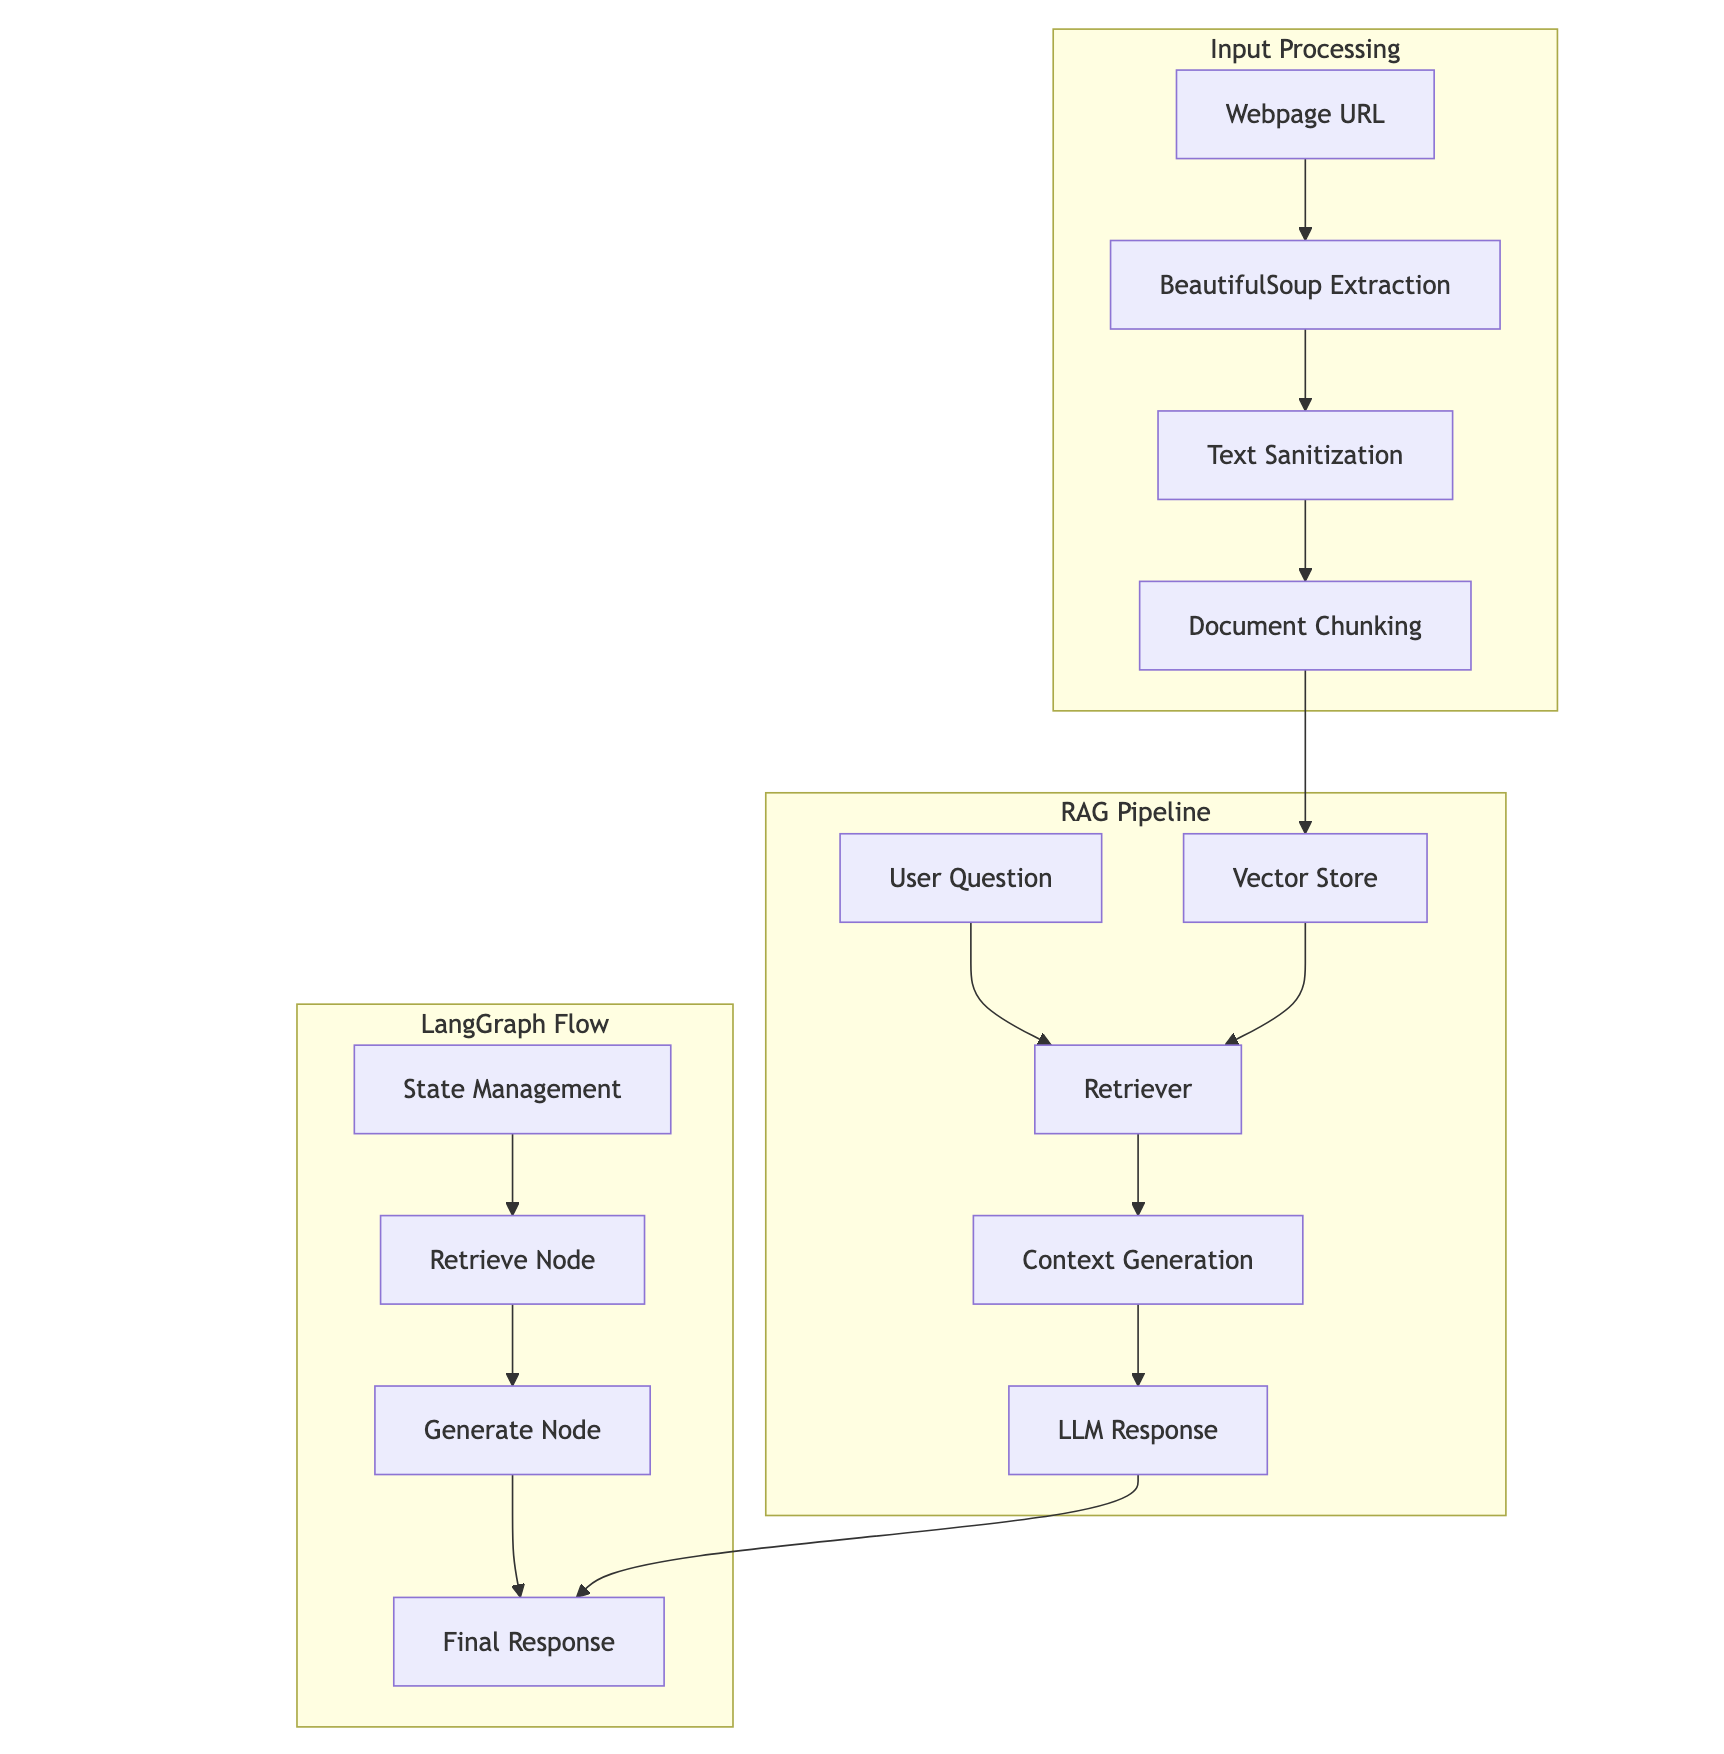 Input Processing
Webpage URL
BeautifulSoup Extraction
Text Sanitization
Document Chunking
RAG Pipeline
User Question
Vector Store
Retriever
Context Generation
LLM Response
LangGraph Flow
State Management
Retrieve Node
Generate Node
Final Response